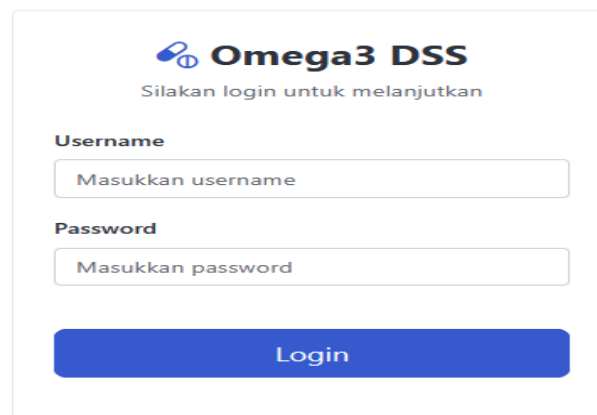 Omega3 DSS
Silakan login untuk melanjutkan
Username
Masukkan username
Password
Masukkan password
Login